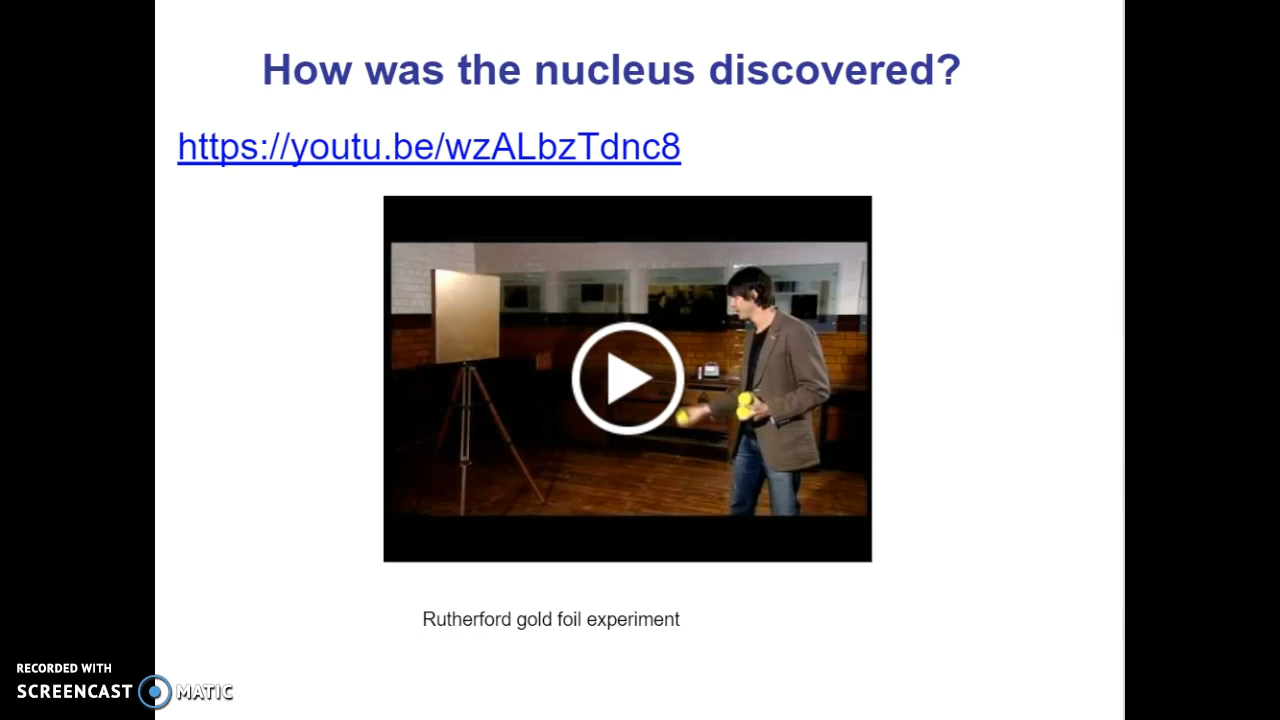 How was the nucleus discovered?
https://youtu.be/wzALbzTdnc8
Rutherford gold foil experiment
RECORDED WITH
SCREENCAST MATIC